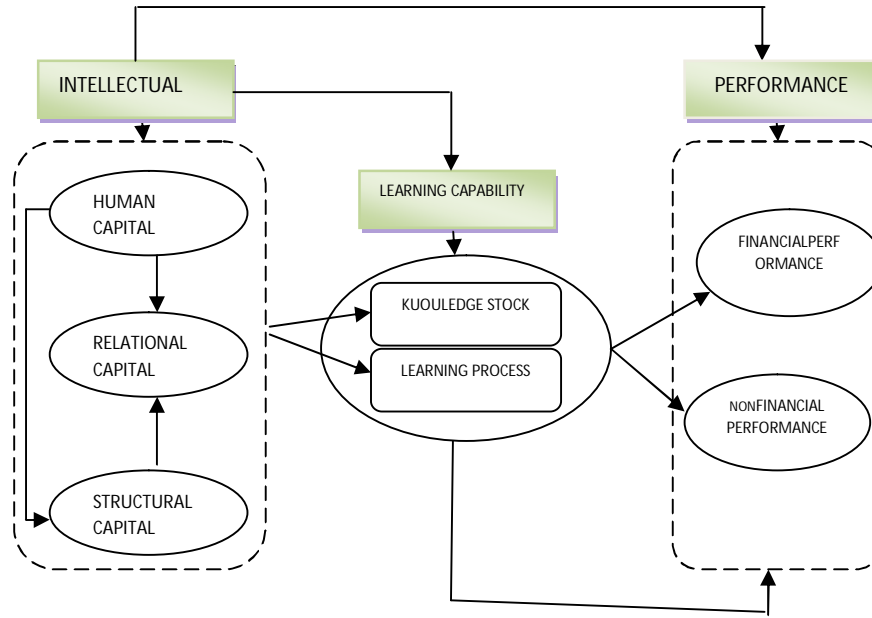 INTELLECTUAL
PERFORMANCE
LEARNING CAPABILITY
HUMAN
CAPITAL
RELATIONAL
CAPITAL
STRUCTURAL
CAPITAL
KUOULEDGE STOCK
LEARNING PROCESS
FINANCIALPERF
ORMANCE
NONFINANCIAL
PERFORMANCE